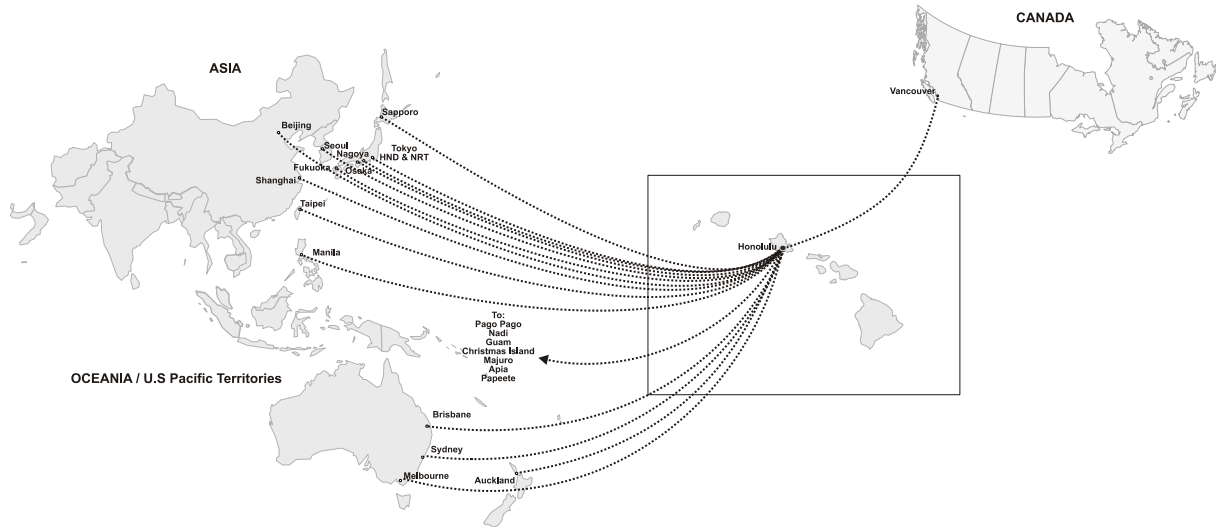 CANADA
ASIA
Vancouver
Sapporo
Beijing
Seoul
Tokyo
HND & NRT
Nagoya
Osaka
Fukuoka
Shanghai
Taipei
Honolulu
Manila
To:
Pago Pago
Nadi
Guam
Christmas Island
Majuro
Apia
Papeete
OCEANIA / U.S Pacific Territories
Brisbane
Sydney
Melbourne
Auckland